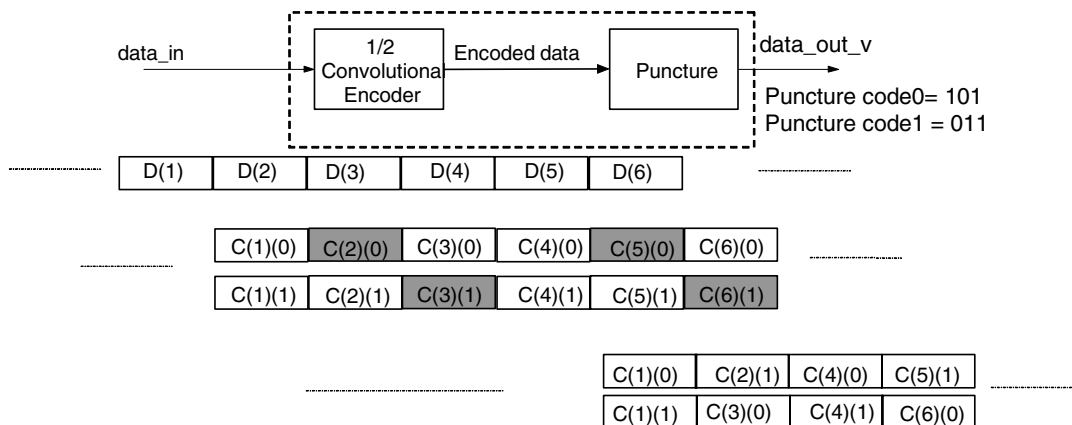 data_in
1/2
Convolutiona
Encoder
Encoded data
Puncture
data_out_v
Puncture code0= 101
Puncture code1 = 011
D(1) D(2) D(3) D(4) D(5) D(6)
C(1)(0) C(2)(0) C(3)(0) C(4)(0) C(5)(0) C(6)(0)
C(1)(1) C(2)(1) C(3)(1) C(4)(1) C(5)(1) C(6)(1)
C(1)(0) C(2)(1) C(4)(0) C(5)(1)
C(1)(1) C(3)(0) C(4)(1) C(6)(0)